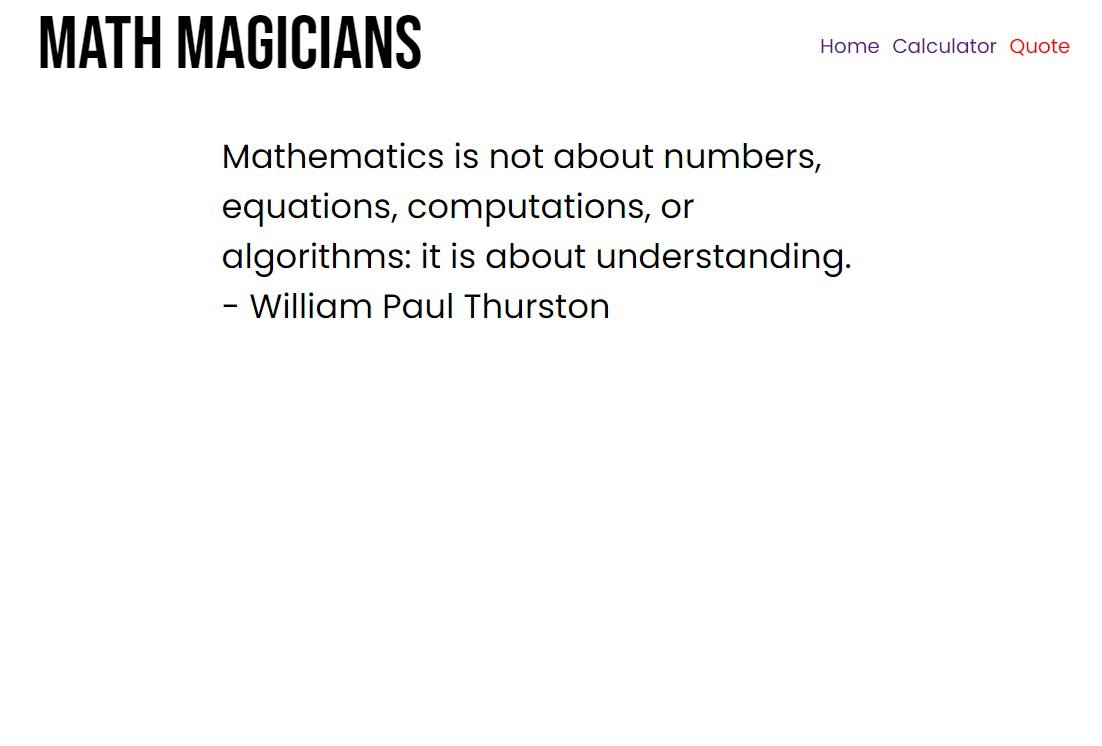 MATH MAGICIANS
Home Calculator Quote
Mathematics is not about numbers,
equations, computations, or
algorithms: it is about understanding.
- William Paul Thurston